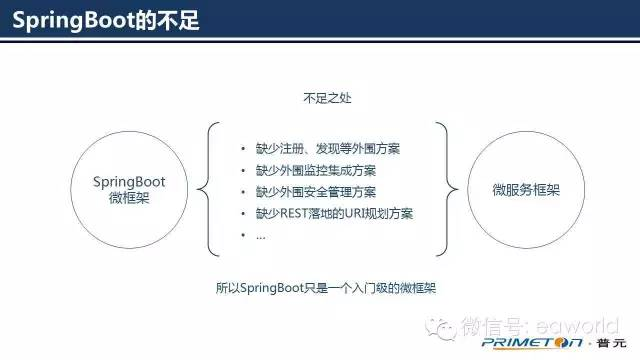 SpringBoot的不足
不足之处
SpringBoot
微框架
• 缺少注册、发现等外围方案
• 缺少外围监控集成方案
• 缺少外围安全管理方案
• 缺少REST落地的URI规划方案
• ...
微服务框架
所以SpringBoot只是一个入门级的微框架
微信号: eaworld
PRIMETON · 普元